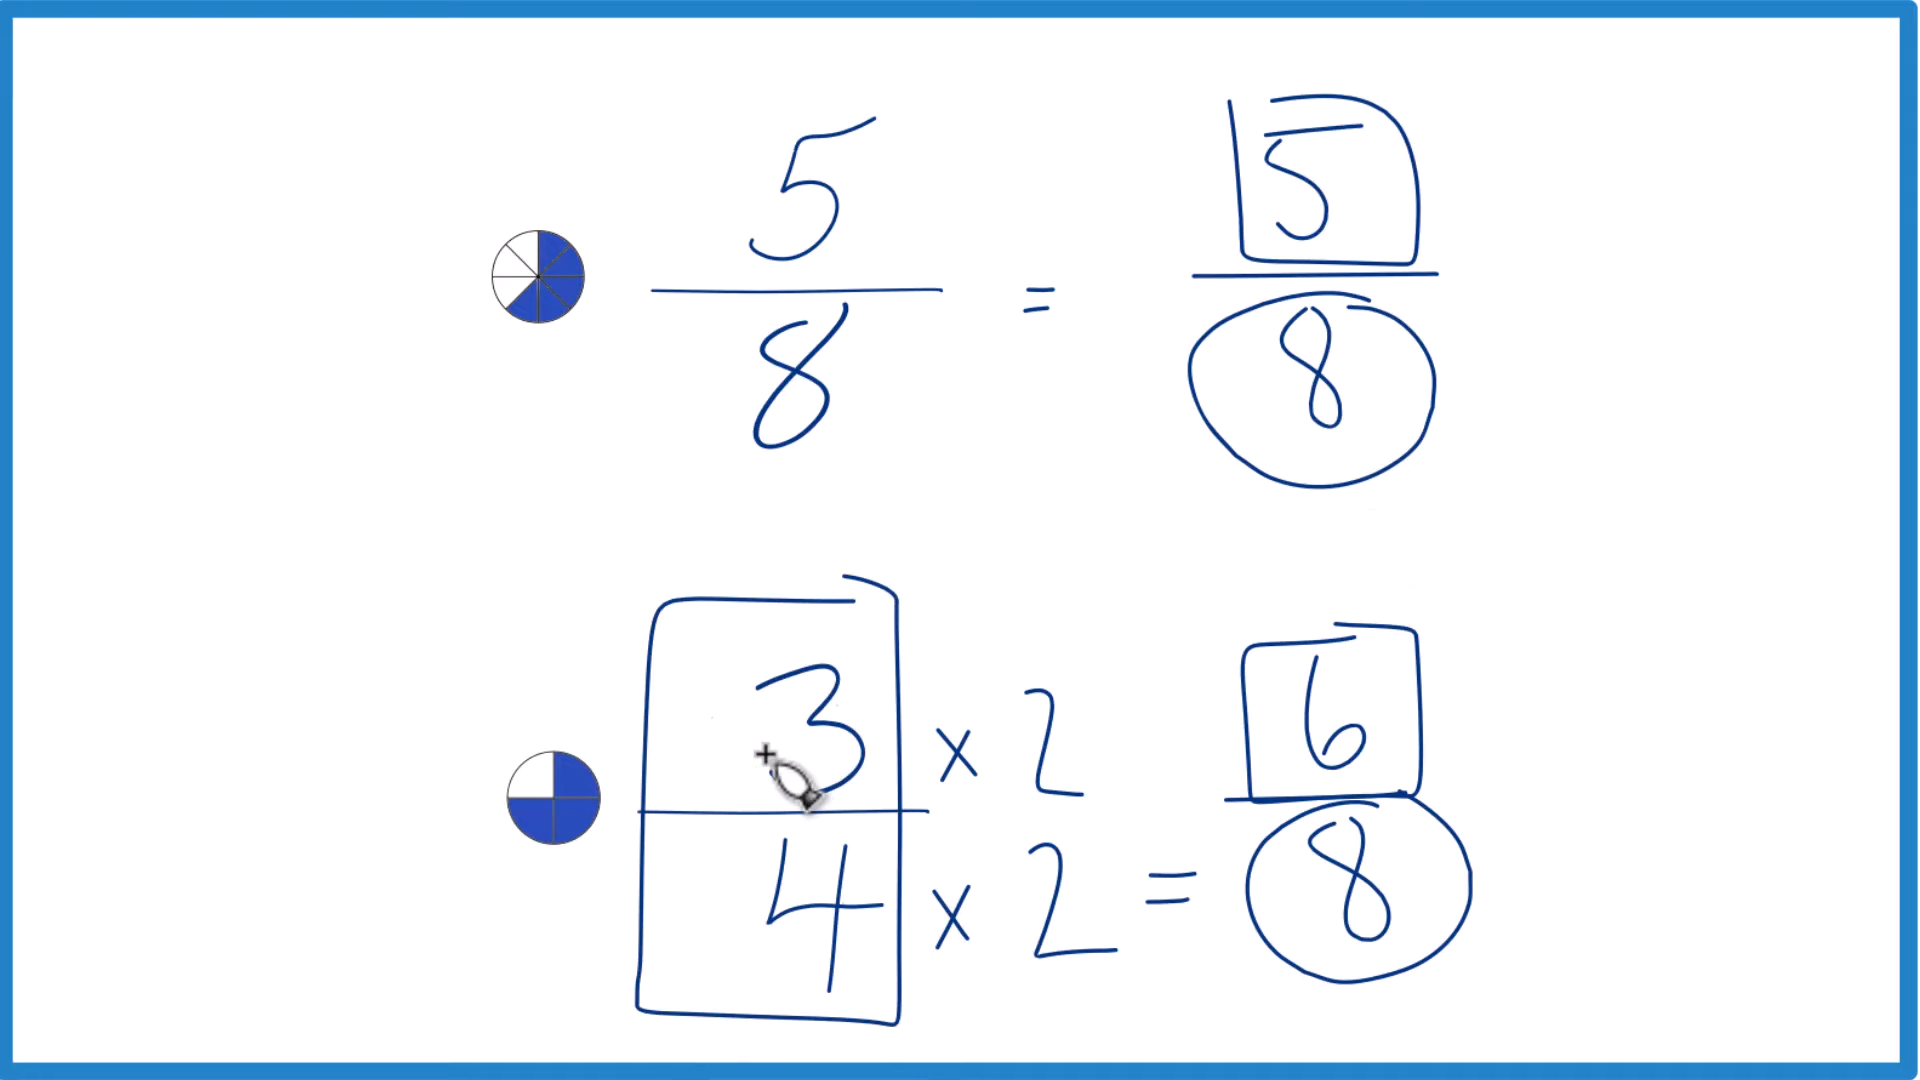 5/8 = 5/8
3/4 x 2 / x 2 = 6/8